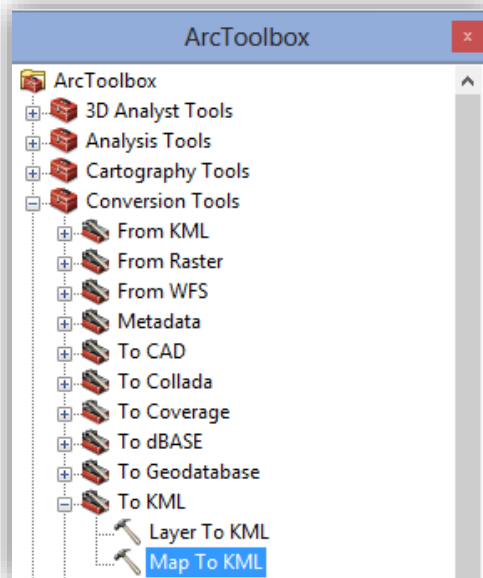 ArcToolbox
x
ArcToolbox
3D Analyst Tools
Analysis Tools
Cartography Tools
Conversion Tools
From KML
From Raster
From WFS
Metadata
To CAD
To Collada
To Coverage
To dBASE
To Geodatabase
To KML
Layer To KML
Map To KML